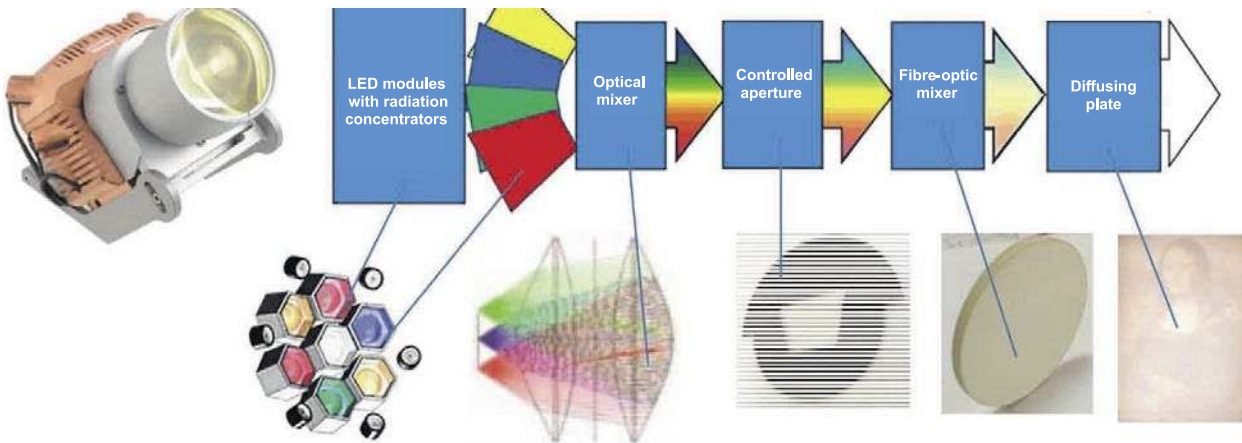 LED modules
with radiation
concentrators
Optical
mixer
Controlled
aperture
Fibre-optic
mixer
Diffusing
plate